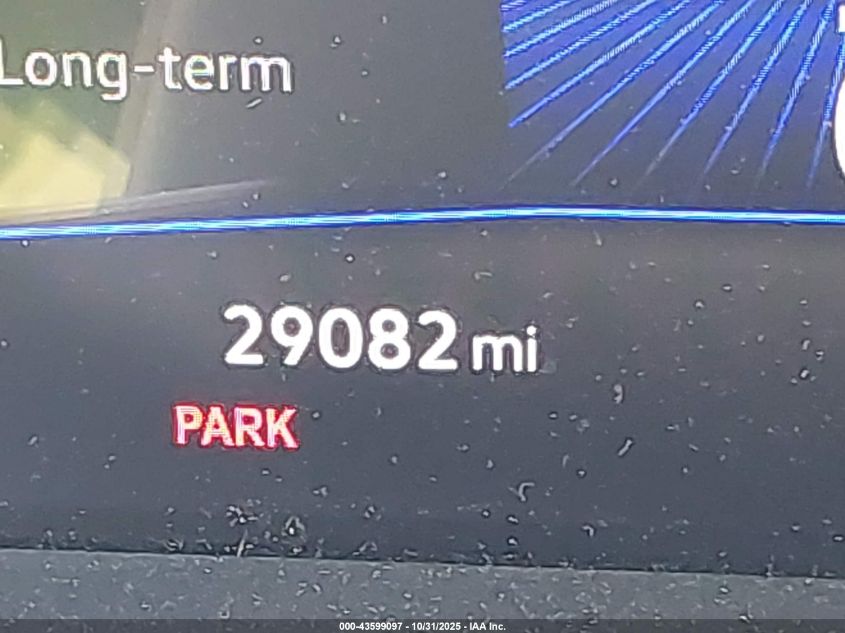 Long-term
29082 mi
PARK
000-43599097 - 10/31/2025 - IAA Inc.